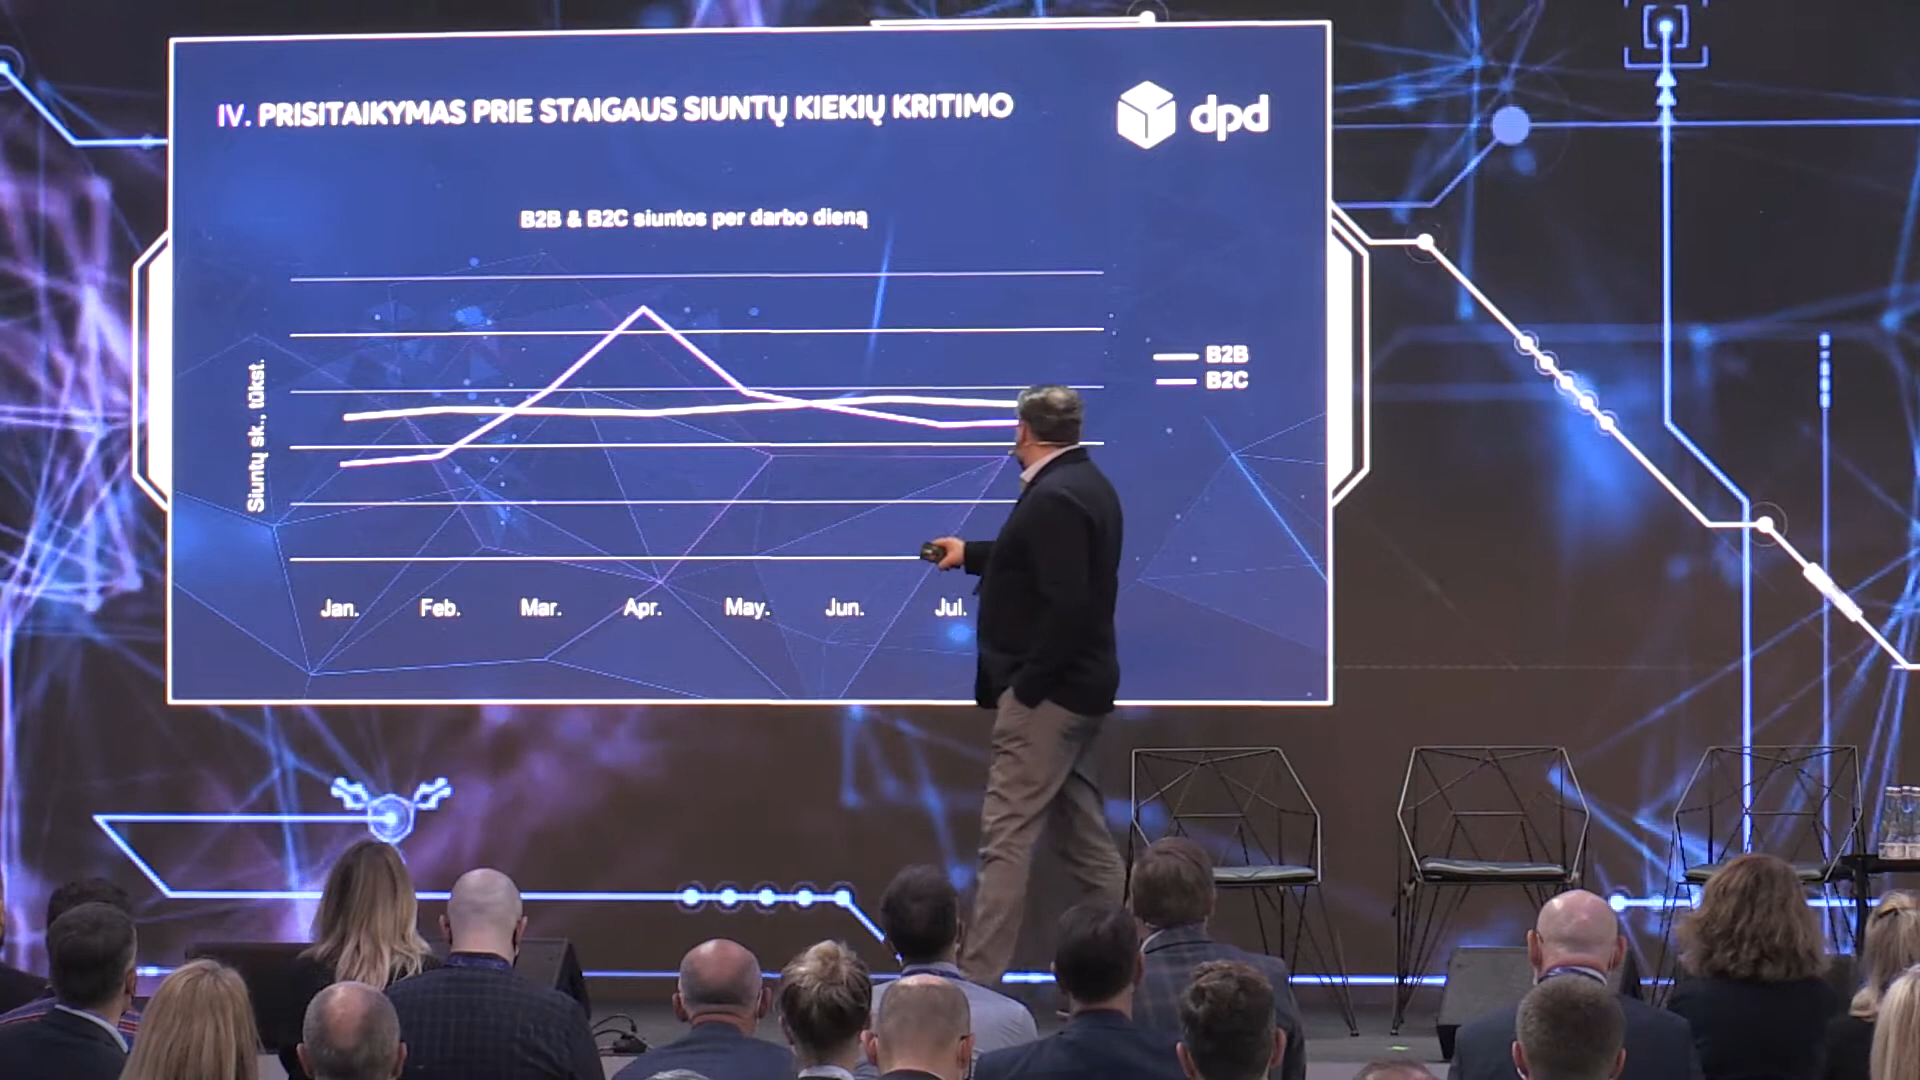 IV. PRISITAIKYMAS PRIE STAIGAUS SIUNTŲ KIEKIŲ KRITIMO
dpd
B2B & B2C siuntos per darbo dieną
Siuntų sk., tūkst.
B2B
B2C
Jan. Feb. Mar. Apr. May. Jun. Jul.